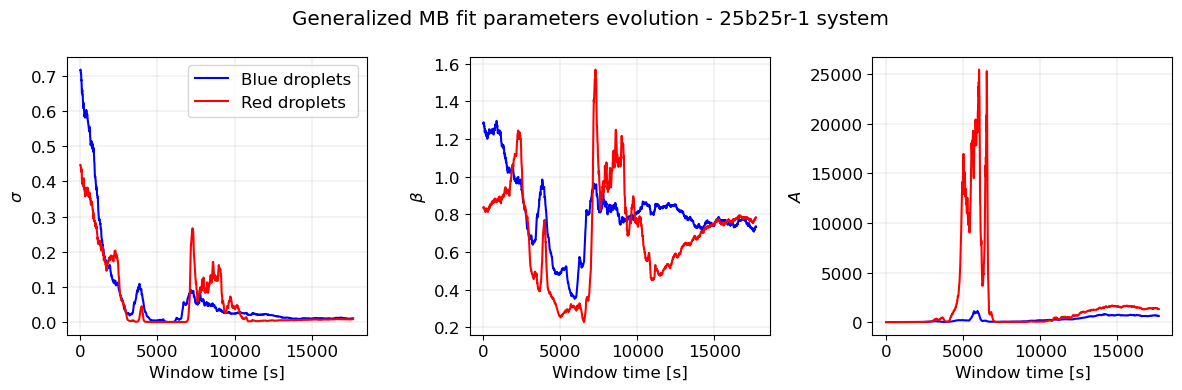 Generalized MB fit parameters evolution - 25b25r-1 system
σ
0.7
0.6
0.5
0.4
0.3
0.2
0.1
0.0
Blue droplets
Red droplets
0 5000 10000 15000
Window time [s]
β
1.6
1.4
1.2
1.0
0.8
0.6
0.4
0.2
0 5000 10000 15000
Window time [s]
A
25000
20000
15000
10000
5000
0
0 5000 10000 15000
Window time [s]